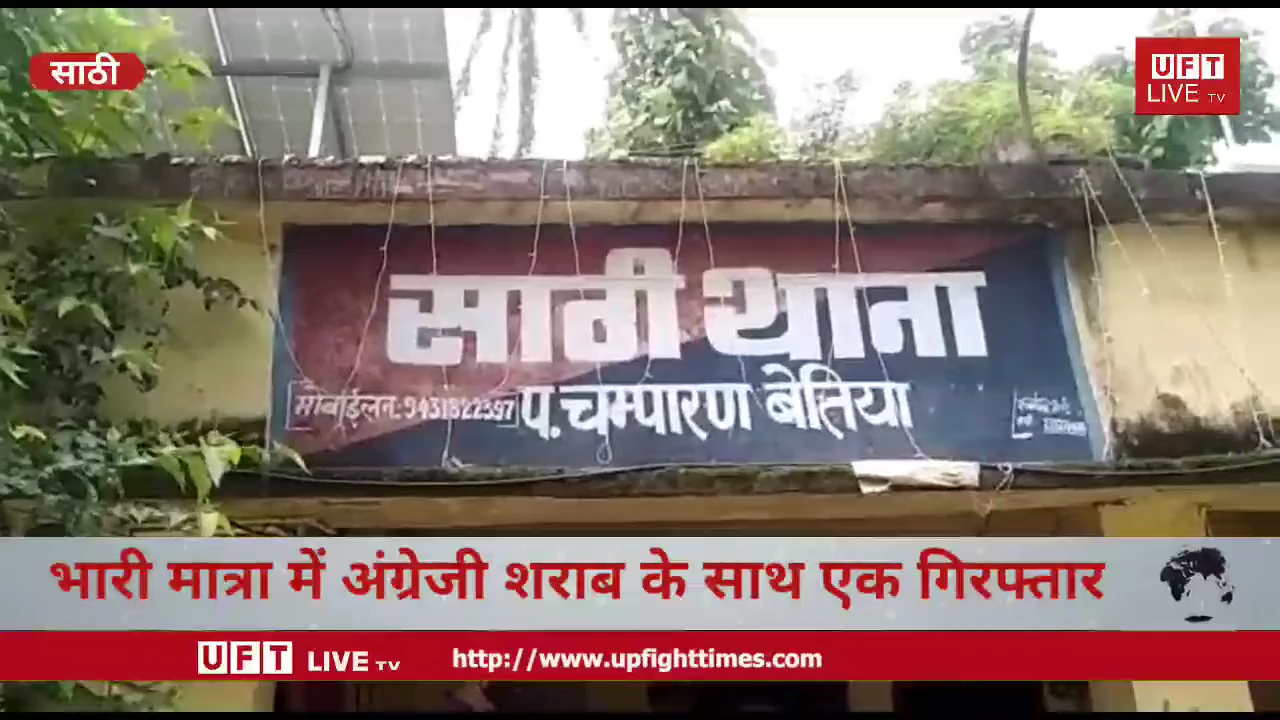 साठी
UFT
LIVE TV
साठी थाना
मोबाईल नं:9431822597 प. चम्पारण बेतिया
भारी मात्रा में अंग्रेजी शराब के साथ एक गिरफ्तार
UFT LIVE TV http://www.upfighttimes.com